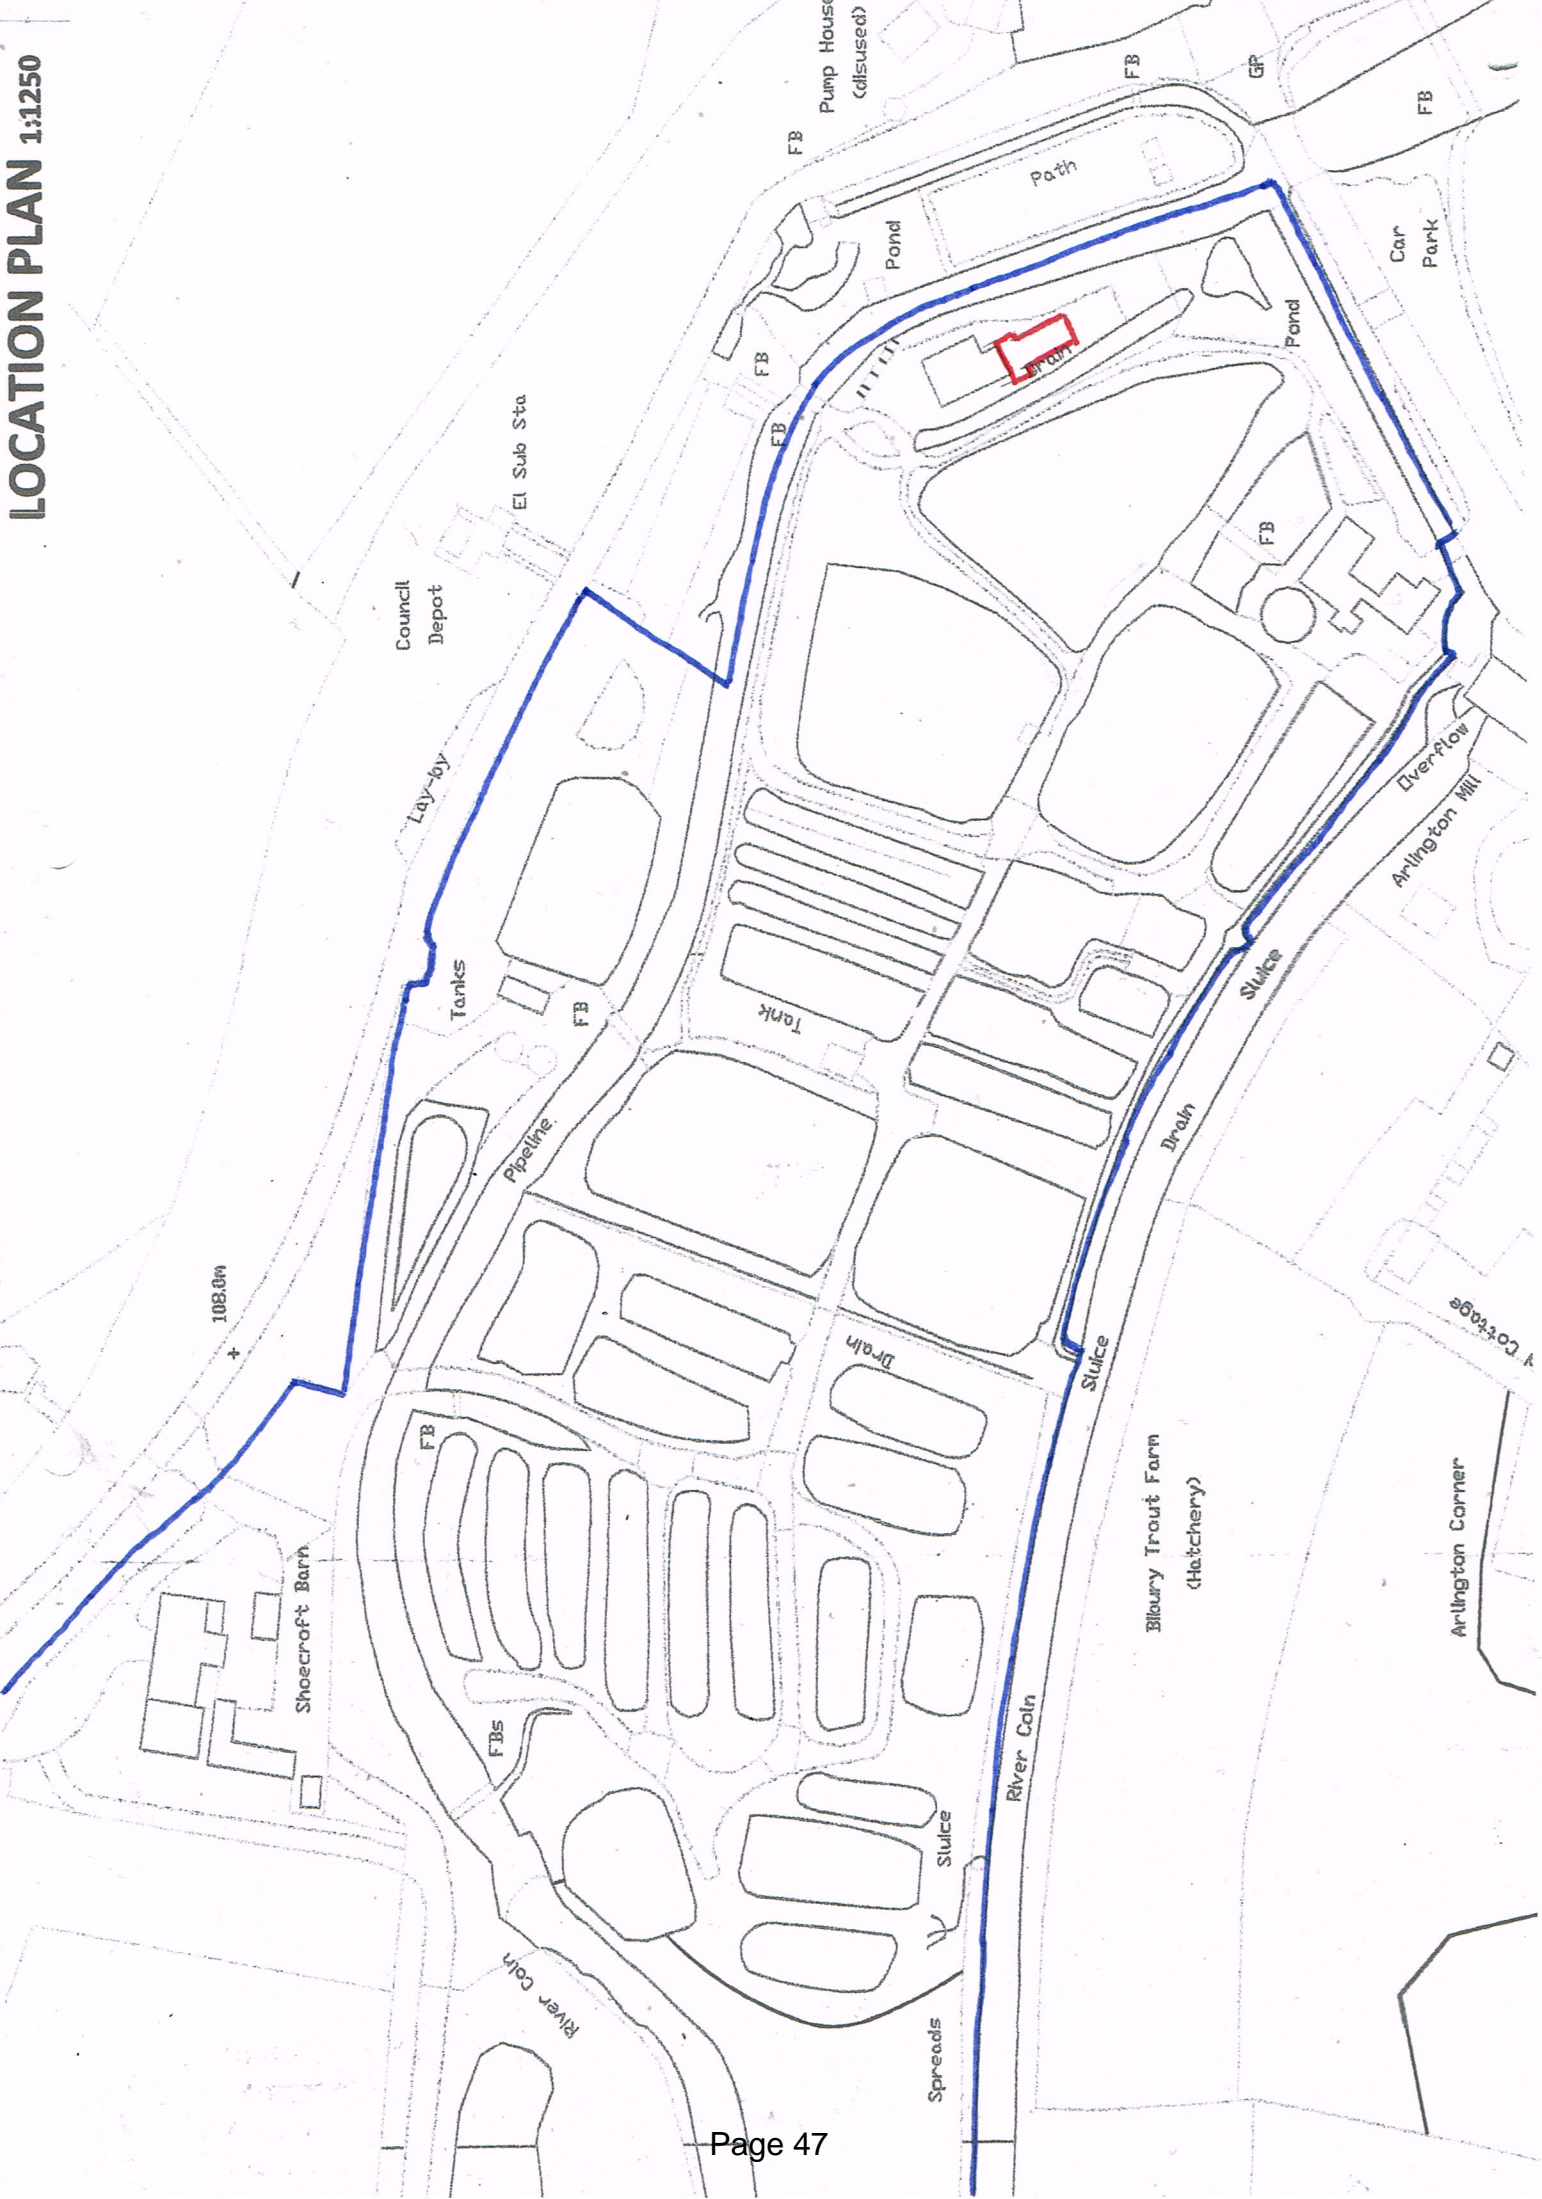 LOCATION PLAN 1:1250
Pump House
(disused)
FB
FB
GP
FB
Path
Pond
Car
Park
Pond
Drain
FB
FB
El Sub Sta
Council
Depot
FB
Lay-by
Overflow
Arlington Mill
Tanks
FB
Tank
Sluice
Drain
Pipeline
108.0m
Cottage
Drain
Sluice
FB
Bilbury Trout Farm
(Hatchery)
Arlington Corner
Shoecroft Barn
FBs
River Coln
Sluice
River Coln
Spreads
Page 47